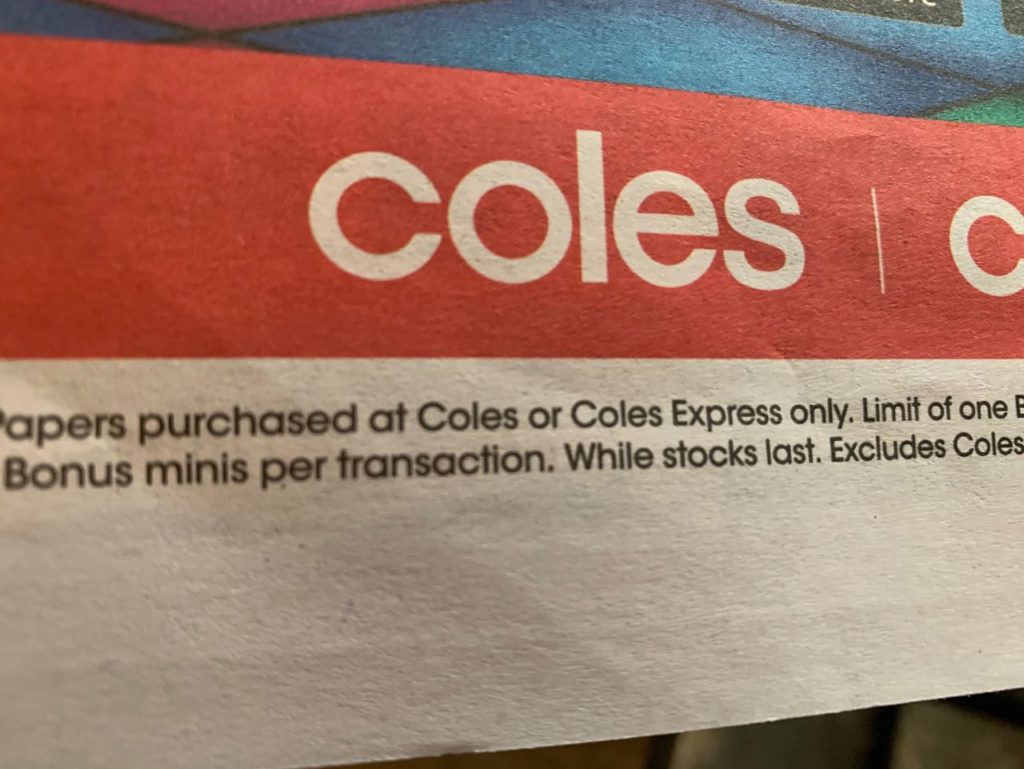 coles
Papers purchased at Coles or Coles Express only. Limit of one
Bonus minis per transaction. While stocks last. Excludes Coles